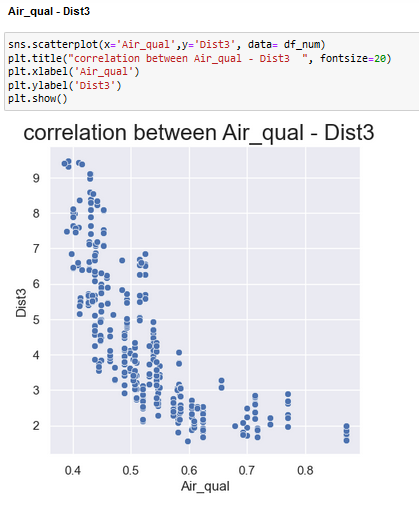 Air_qual - Dist3
sns.scatterplot(x='Air_qual',y='Dist3', data= df_num)
plt.title("correlation between Air_qual - Dist3  ", fontsize=20)
plt.xlabel('Air_qual')
plt.ylabel('Dist3')
plt.show()
correlation between Air_qual - Dist3
9
8
7
6
5
4
3
2
Dist3
0.4 0.5 0.6 0.7 0.8
Air_qual